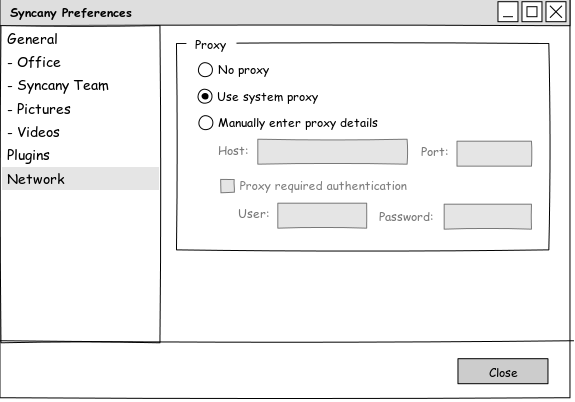 Syncany Preferences
General
- Office
- Syncany Team
- Pictures
- Videos
Plugins
Network
Proxy
No proxy
Use system proxy
Manually enter proxy details
Host: Port:
Proxy required authentication
User: Password:
Close